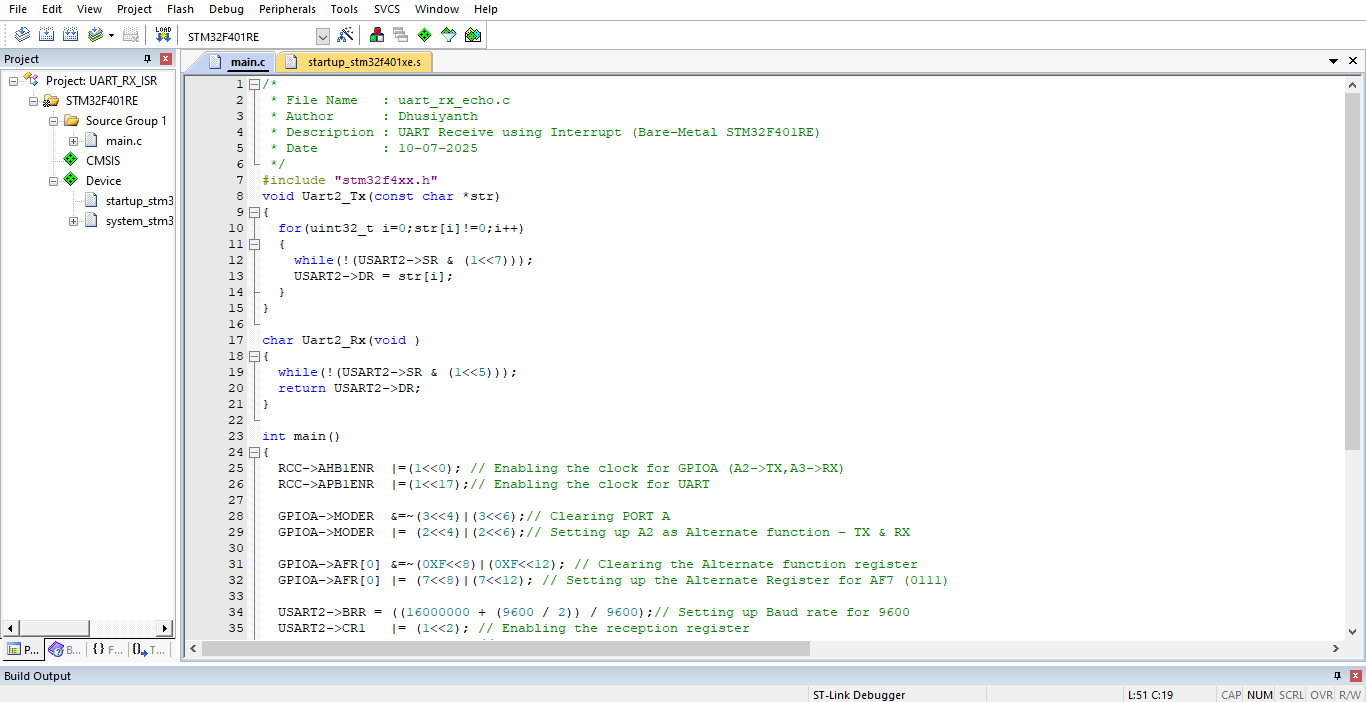 File Edit View Project Flash Debug Peripherals Tools SVCS Window Help
LOAD
STM32F401RE
Project
main.c startup_stm32f401xe.s
Project: UART_RX_ISR
STM32F401RE
Source Group 1
main.c
CMSIS
Device
startup_stm3
system_stm3
P... B... {} F... 0→ T...
1 /*
2 * File Name : uart_rx_echo.c
3 * Author : Dhusiyanth
4 * Description : UART Receive using Interrupt (Bare-Metal STM32F401RE)
5 * Date : 10-07-2025
6 */
7 #include "stm32f4xx.h"
8 void Uart2_Tx(const char *str)
9 {
10 for(uint32_t i=0;str[i]!=0;i++)
11 {
12 while(!(USART2->SR & (1<<7)));
13 USART2->DR = str[i];
14 }
15 }
16
17 char Uart2_Rx(void )
18 {
19 while(!(USART2->SR & (1<<5)));
20 return USART2->DR;
21 }
22
23 int main()
24 {
25 RCC->AHB1ENR |=(1<<0); // Enabling the clock for GPIOA (A2->TX,A3->RX)
26 RCC->APB1ENR |=(1<<17);// Enabling the clock for UART
27
28 GPIOA->MODER &=~(3<<4)|(3<<6);// Clearing PORT A
29 GPIOA->MODER |= (2<<4)|(2<<6);// Setting up A2 as Alternate function - TX & RX
30
31 GPIOA->AFR[0] &=~(0XF<<8)|(0XF<<12); // Clearing the Alternate function register
32 GPIOA->AFR[0] |= (7<<8)|(7<<12); // Setting up the Alternate Register for AF7 (0111)
33
34 USART2->BRR = ((16000000 + (9600 / 2)) / 9600);// Setting up Baud rate for 9600
35 USART2->CR1 |= (1<<2); // Enabling the reception register
Build Output
ST-Link Debugger L:51 C:19 CAP NUM SCRL OVR R/W